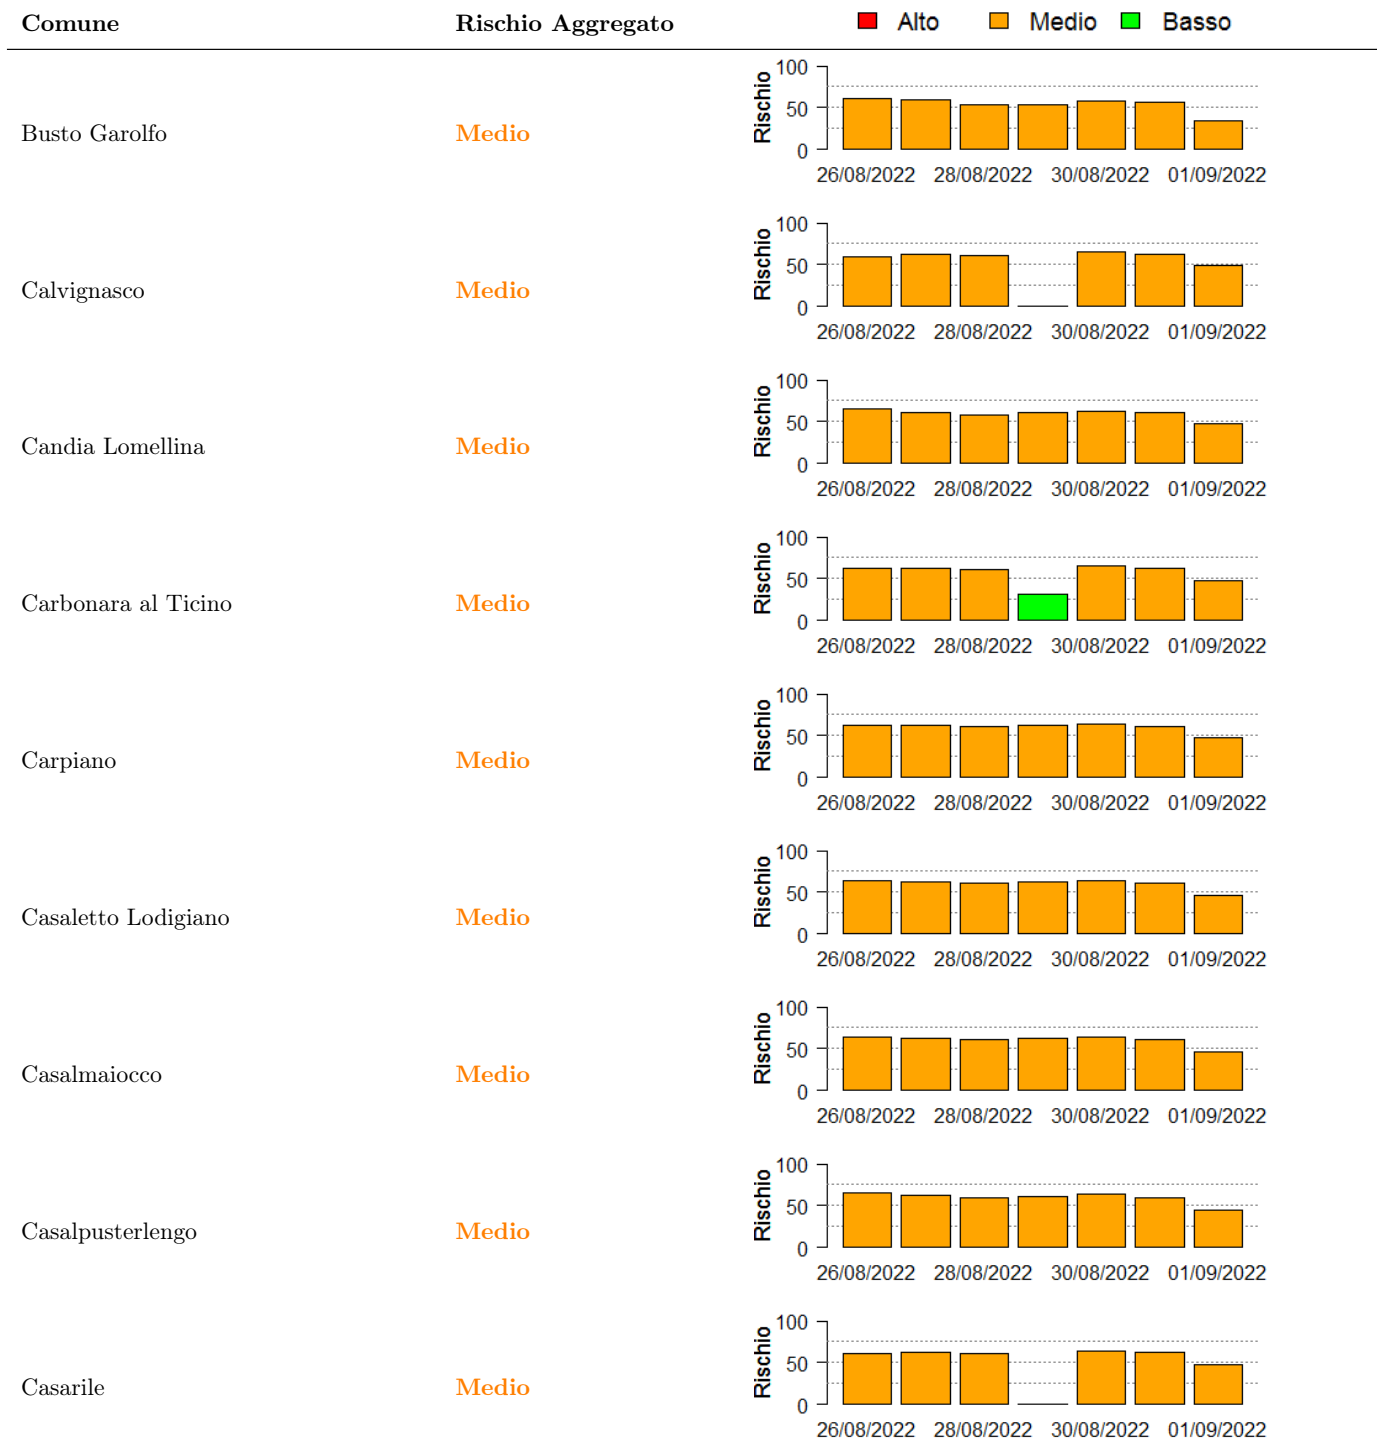 Comune Rischio Aggregato Alto Medio Basso
Busto Garolfo Medio Rischio 100 50 0
26/08/2022 28/08/2022 30/08/2022 01/09/2022
Calvignasco Medio Rischio 100 50 0
26/08/2022 28/08/2022 30/08/2022 01/09/2022
Candia Lomellina Medio Rischio 100 50 0
26/08/2022 28/08/2022 30/08/2022 01/09/2022
Carbonara al Ticino Medio Rischio 100 50 0
26/08/2022 28/08/2022 30/08/2022 01/09/2022
Carpiano Medio Rischio 100 50 0
26/08/2022 28/08/2022 30/08/2022 01/09/2022
Casaletto Lodigiano Medio Rischio 100 50 0
26/08/2022 28/08/2022 30/08/2022 01/09/2022
Casalmaiocco Medio Rischio 100 50 0
26/08/2022 28/08/2022 30/08/2022 01/09/2022
Casalpusterlengo Medio Rischio 100 50 0
26/08/2022 28/08/2022 30/08/2022 01/09/2022
Casarile Medio Rischio 100 50 0
26/08/2022 28/08/2022 30/08/2022 01/09/2022